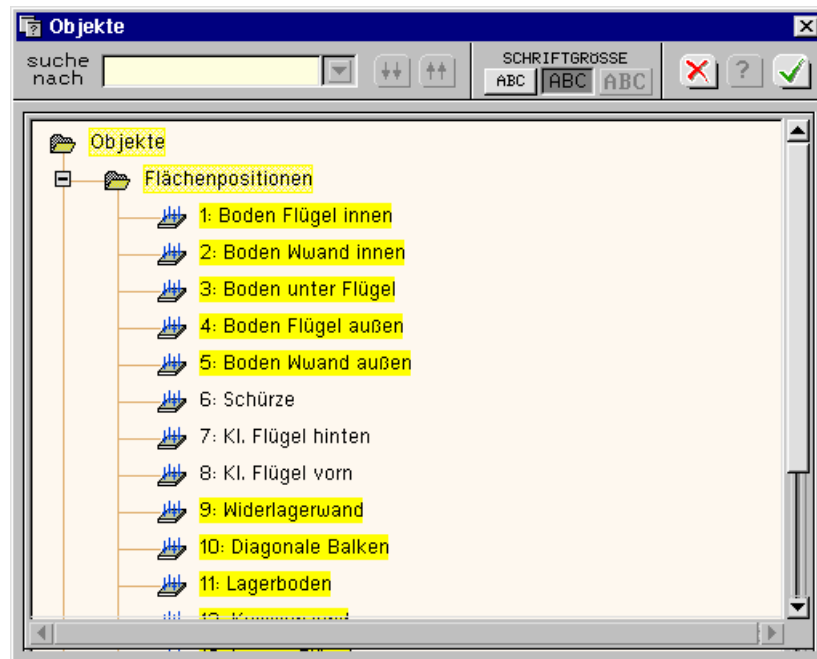 Objekte
suche nach
SCHRIFTGRÖSSE
ABC ABC ABC
?
Objekte
Flächenpositionen
1: Boden Flügel innen
2: Boden Wwand innen
3: Boden unter Flügel
4: Boden Flügel außen
5: Boden Wwand außen
6: Schürze
7: Kl. Flügel hinten
8: Kl. Flügel vorn
9: Widerlagerwand
10: Diagonale Balken
11: Lagerboden